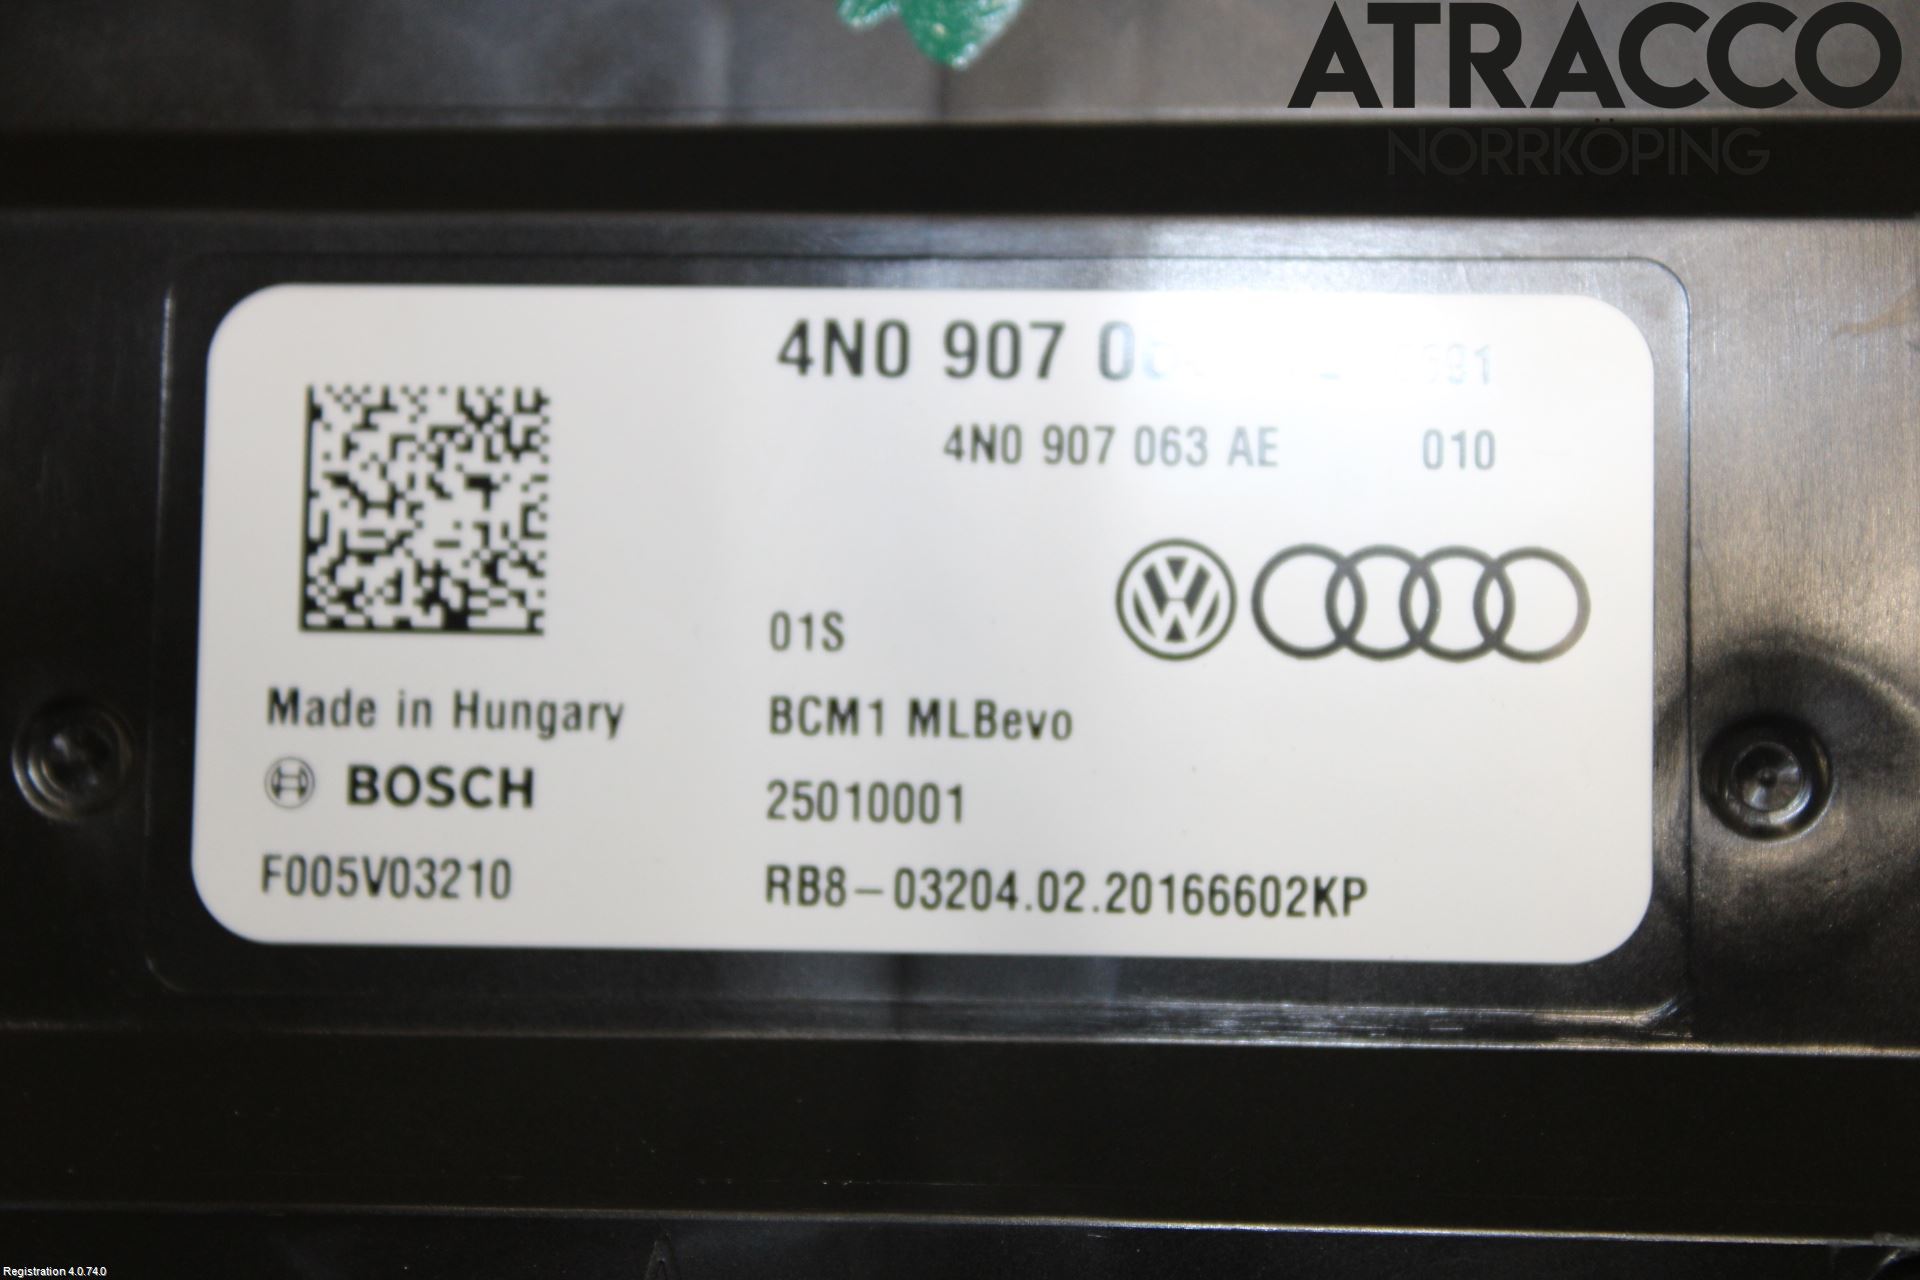 ATRACCO
NORRKÖPING
4N0 907
4N0 907 063 AE 010
01S
Made in Hungary
BCM1 MLBevo
BOSCH
25010001
F005V03210
RB8-03204.02.20166602KP
Registration 4.0.74.0